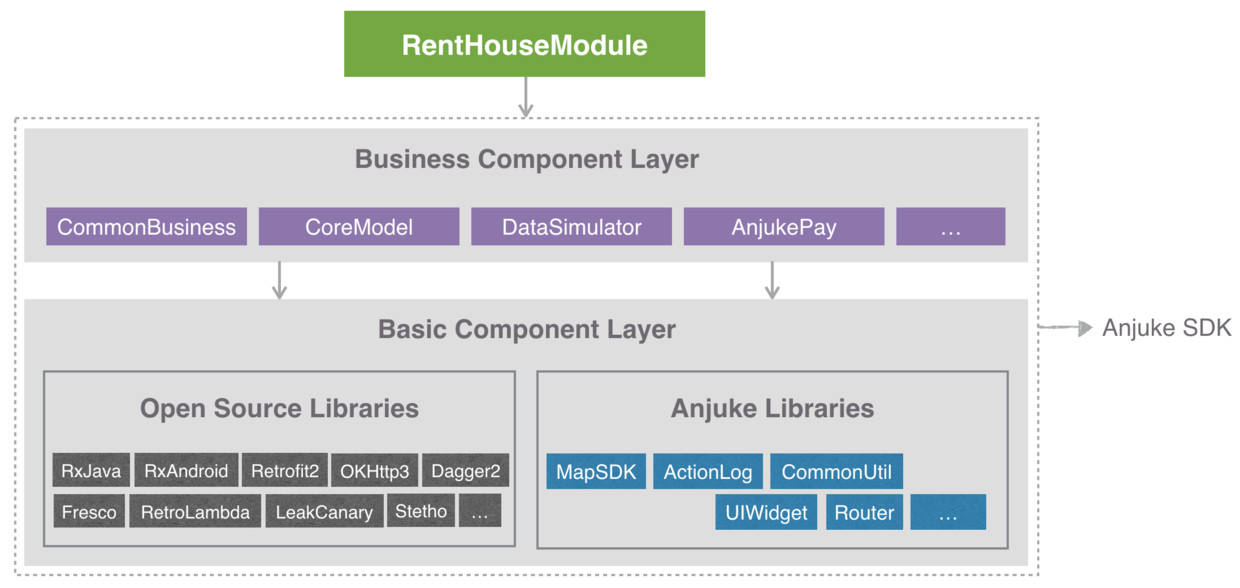 RentHouseModule
Business Component Layer
CommonBusiness CoreModel DataSimulator AnjukePay …
Basic Component Layer
Anjuke SDK
Open Source Libraries
RxJava RxAndroid Retrofit2 OKHttp3 Dagger2
Fresco RetroLambda LeakCanary Stetho …
Anjuke Libraries
MapSDK ActionLog CommonUtil
UIWidget Router …